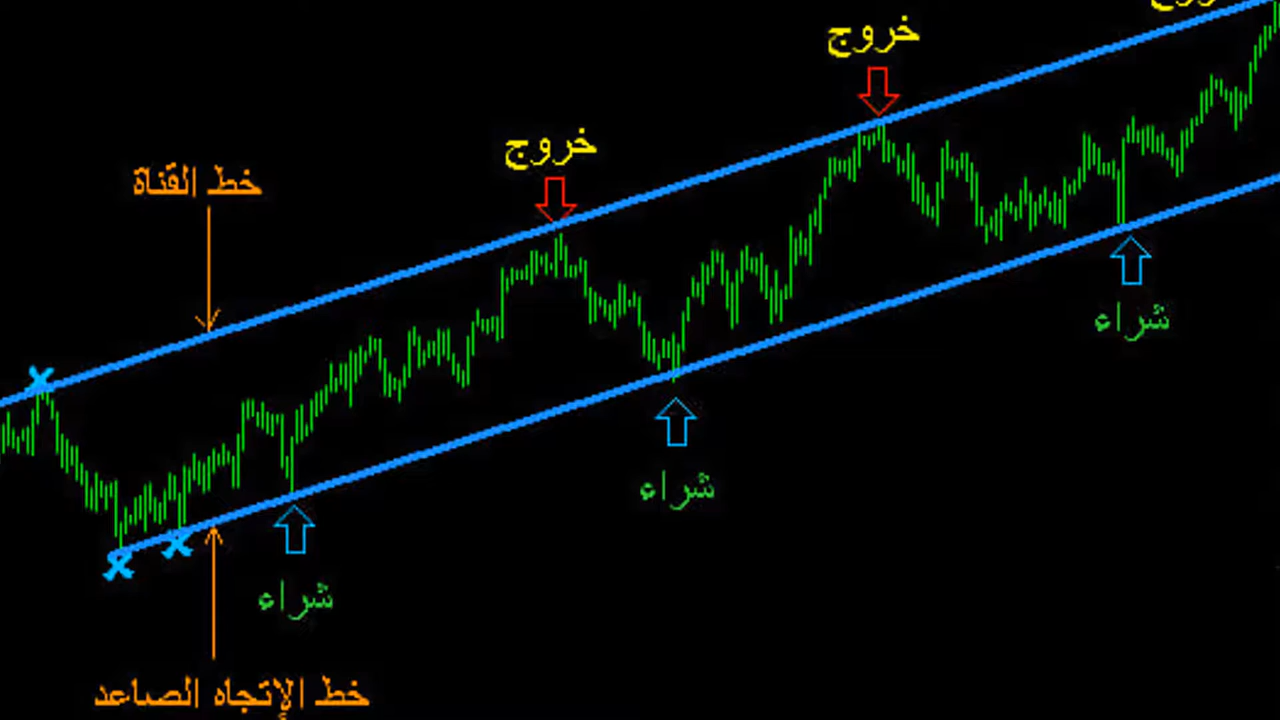 خروج
خروج
خط القناة
شراء
شراء
شراء
خط الإتجاه الصاعد